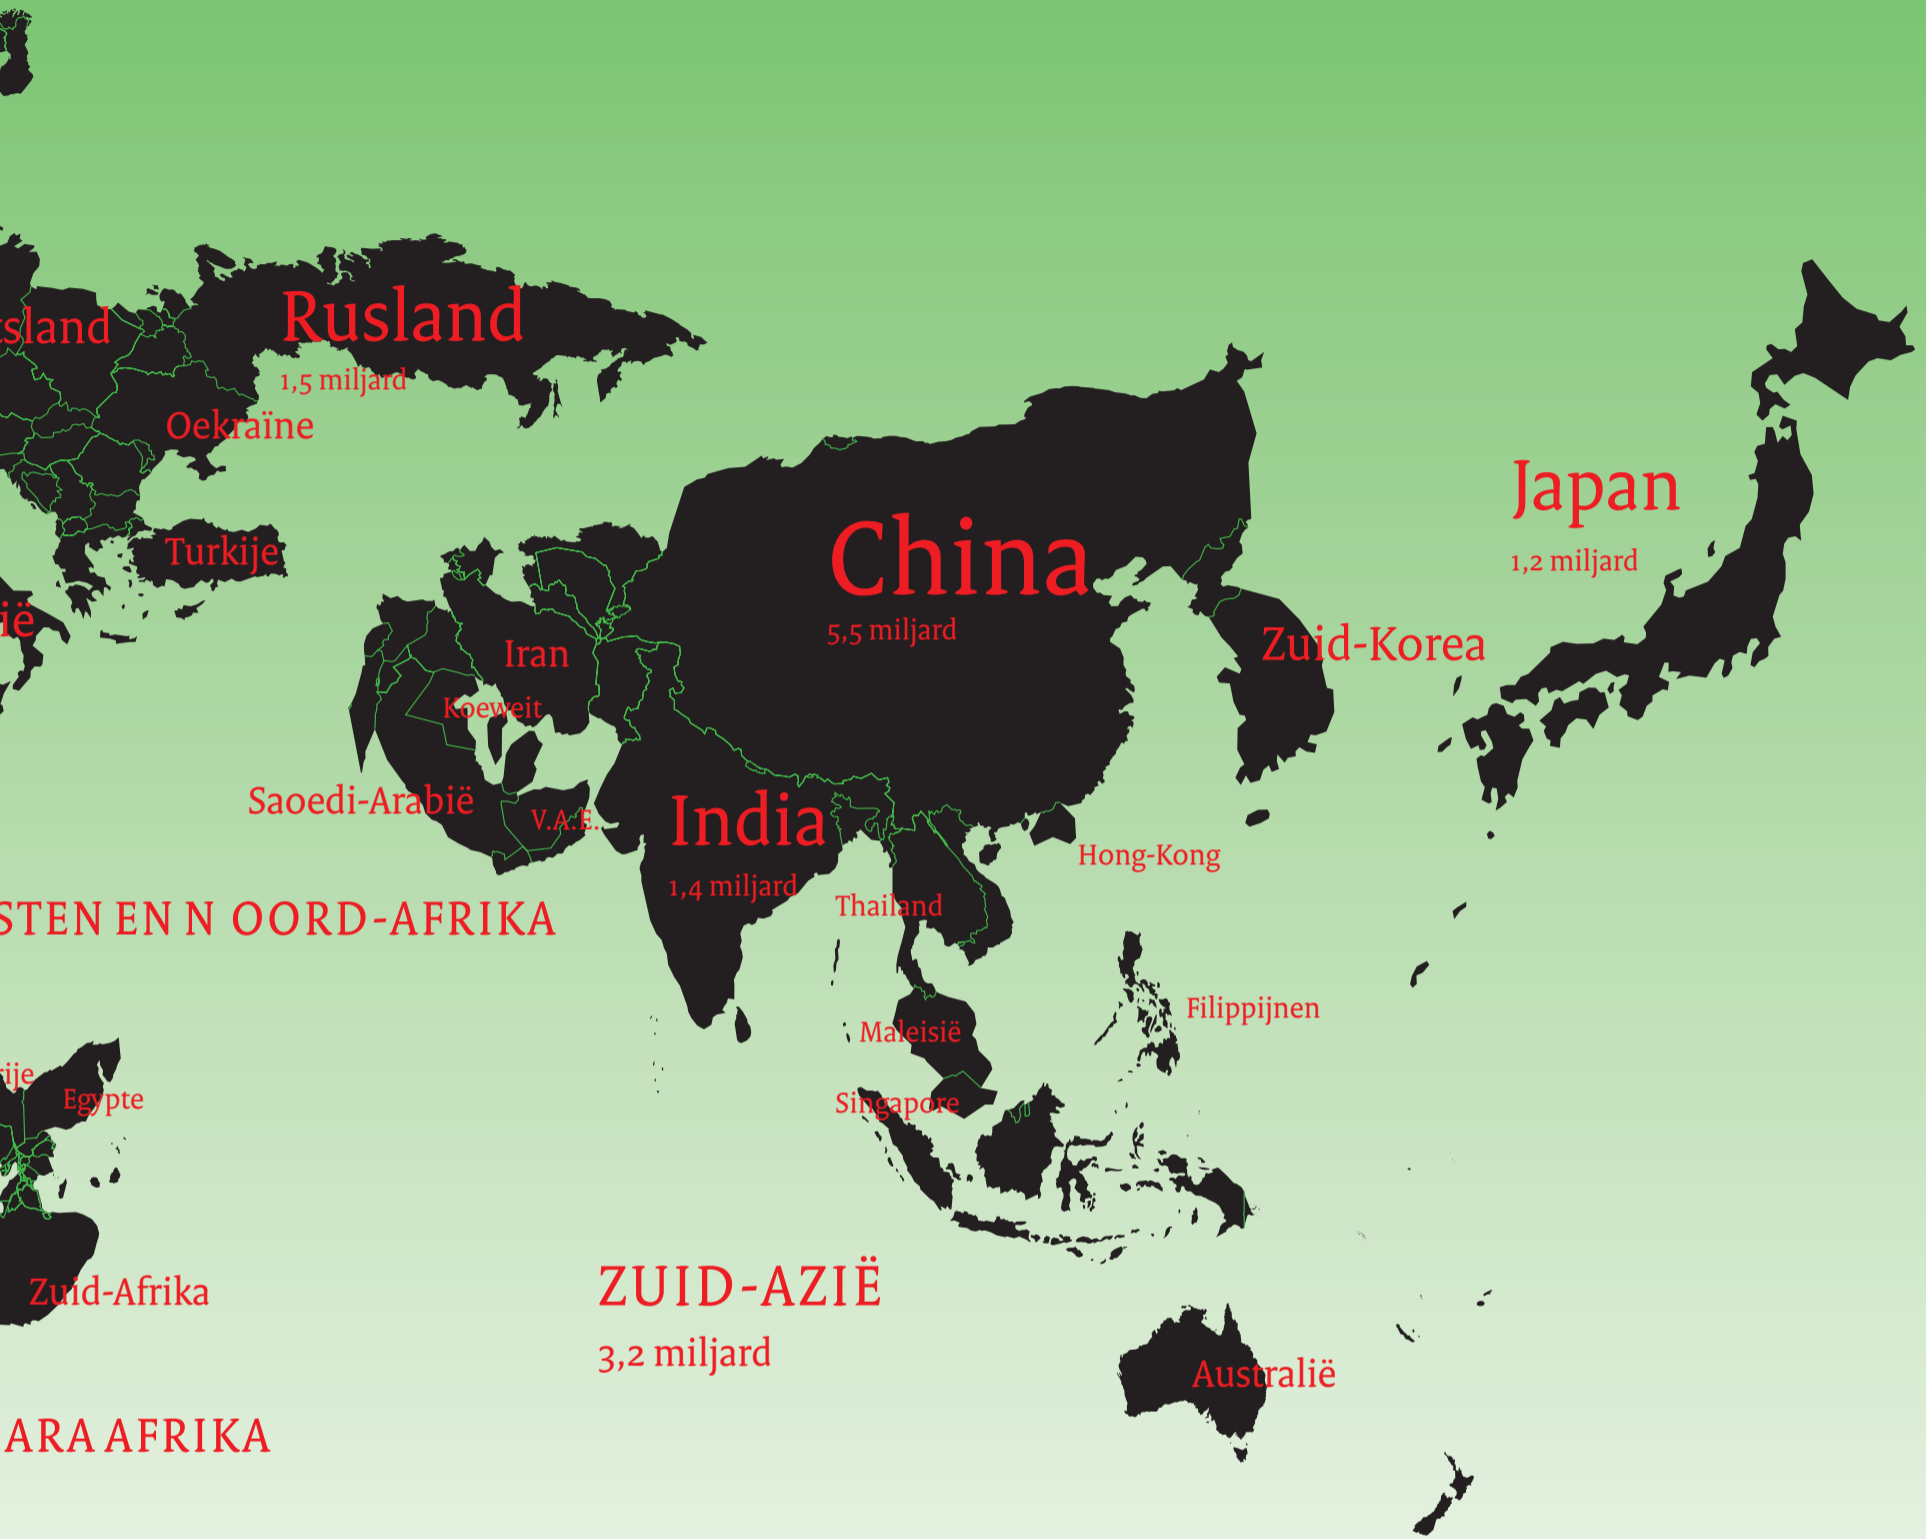 Rusland
1,5 miljard
tsland
Oekraïne
Turkije
ië
China
5,5 miljard
Japan
1,2 miljard
Zuid-Korea
Iran
Koeweit
Saoedi-Arabië
V.A.E.
India
1,4 miljard
Hong-Kong
Thailand
STEN EN N OORD-AFRIKA
Filippijnen
Maleisië
Singapore
rije
Egypte
Zuid-Afrika
ZUID-AZIË
3,2 miljard
Australië
ARA AFRIKA